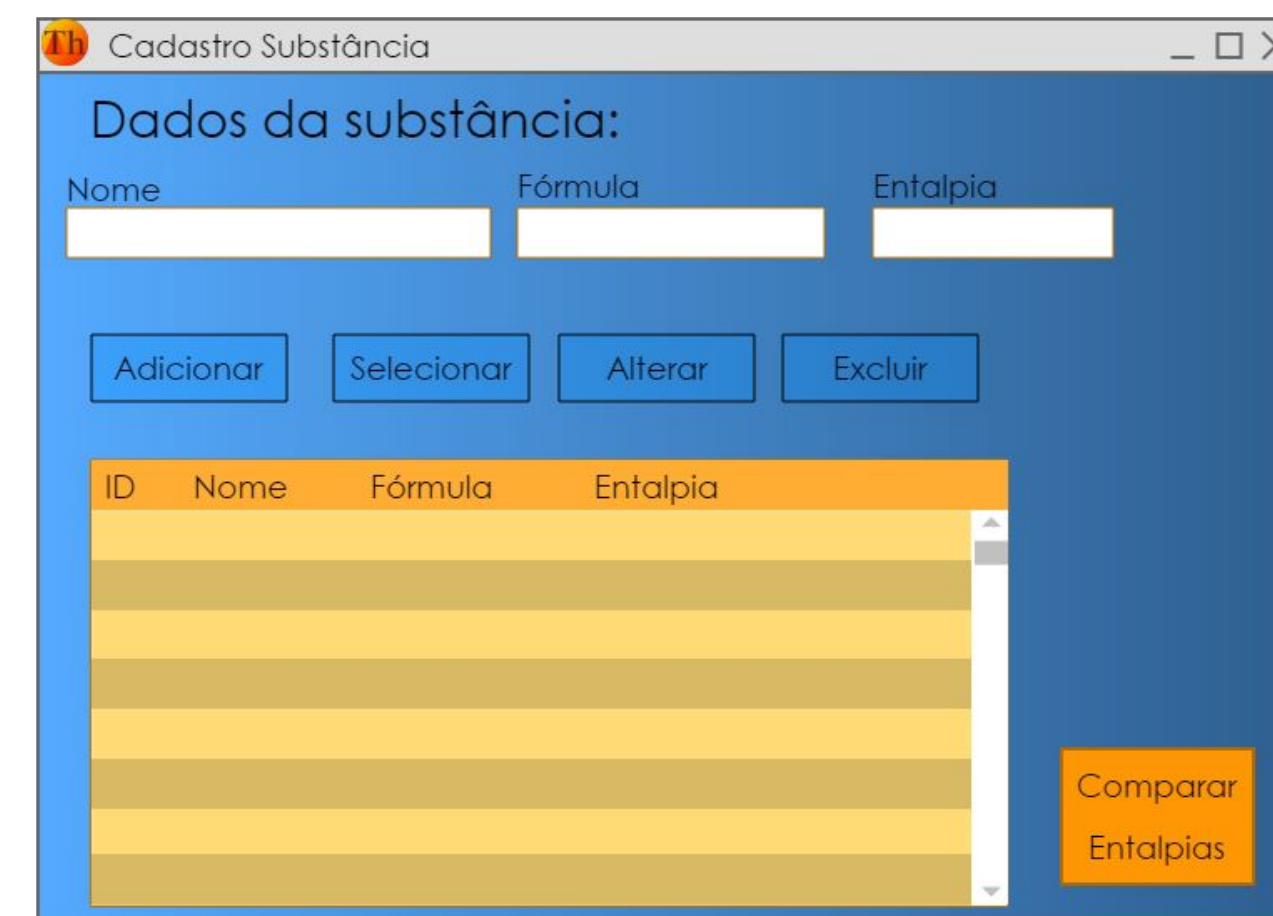 Th Cadastro Substância
Dados da substância:
Nome Fórmula Entalpia
Adicionar Selecionar Alterar Excluir
ID Nome Fórmula Entalpia
Comparar
Entalpias